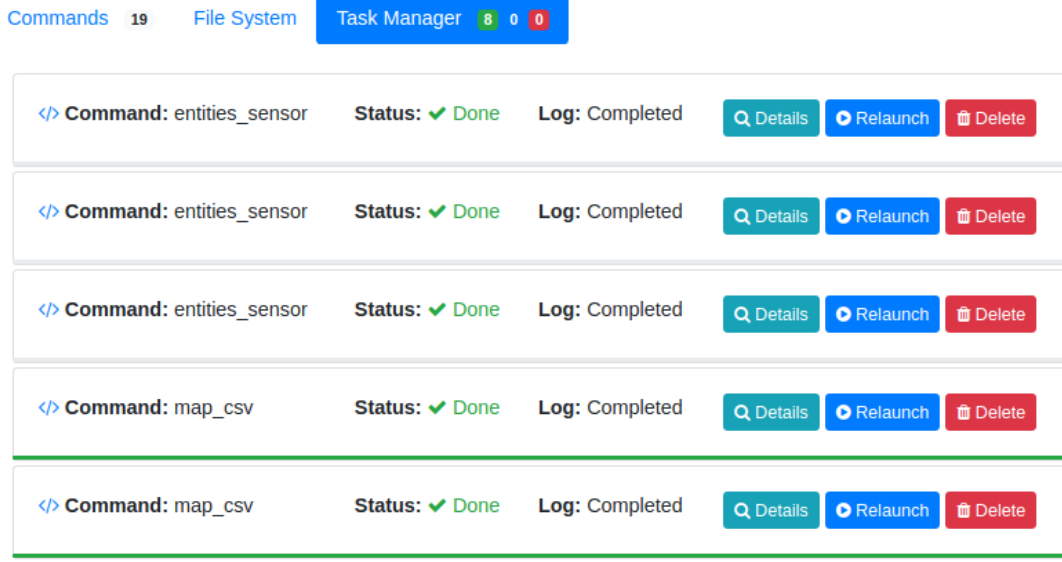 Commands 19 File System Task Manager 8 0 0
</> Command: entities_sensor Status: ✔ Done Log: Completed Details Relaunch Delete
</> Command: entities_sensor Status: ✔ Done Log: Completed Details Relaunch Delete
</> Command: entities_sensor Status: ✔ Done Log: Completed Details Relaunch Delete
</> Command: map_csv Status: ✔ Done Log: Completed Details Relaunch Delete
</> Command: map_csv Status: ✔ Done Log: Completed Details Relaunch Delete